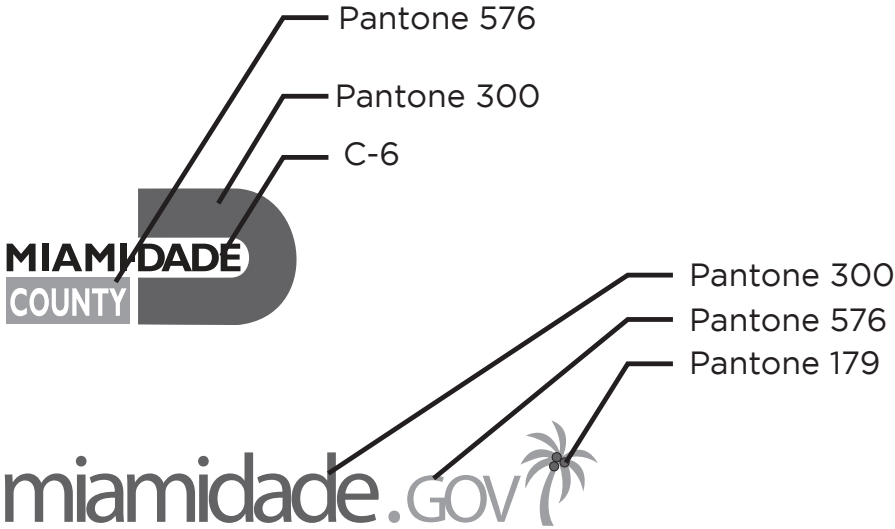 Pantone 576
Pantone 300
C-6
MIAMI-DADE
COUNTY
Pantone 300
Pantone 576
Pantone 179
miamidade.GOV